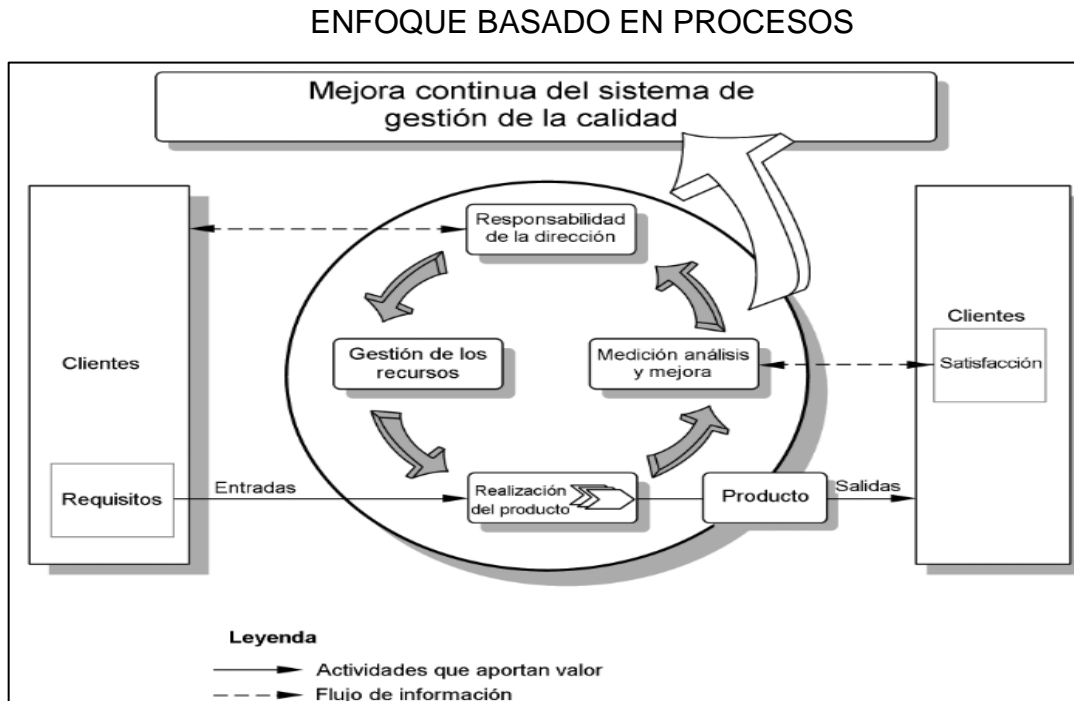 ENFOQUE BASADO EN PROCESOS
Mejora continua del sistema de
gestión de la calidad
Responsabilidad
de la dirección
Clientes
Gestión de los
recursos
Medición análisis
y mejora
Clientes
Satisfacción
Requisitos
Entradas
Realización
del producto
Producto
Salidas
Leyenda
Actividades que aportan valor
Flujo de información